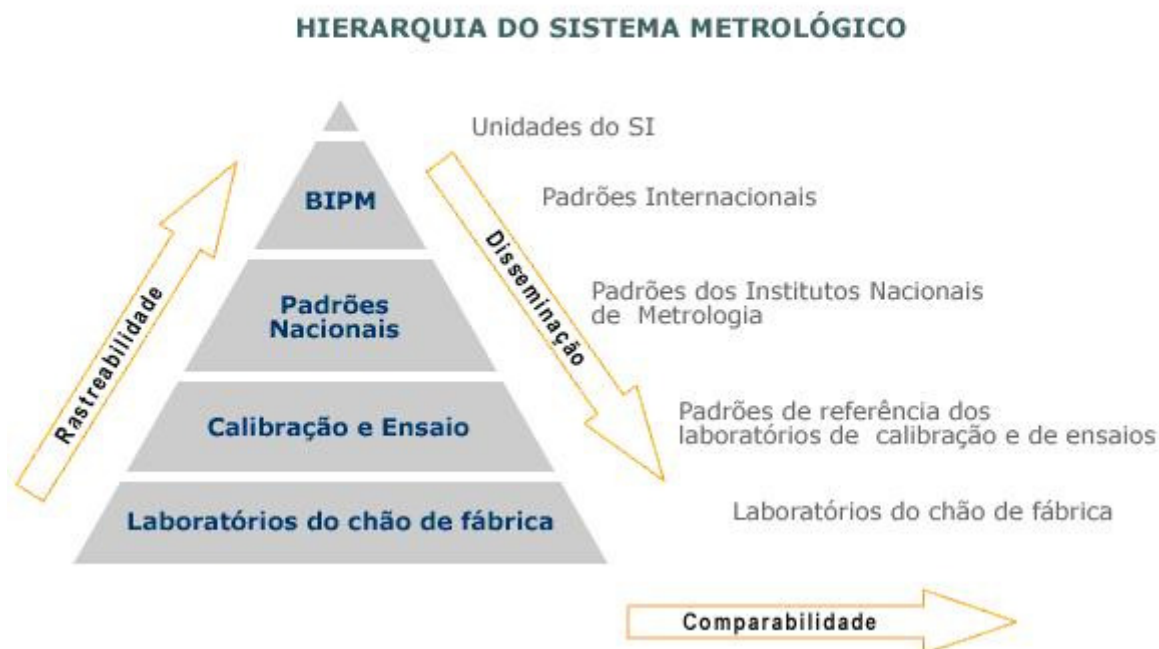 HIERARQUIA DO SISTEMA METROLÓGICO
Unidades do SI
BIPM
Padrões Internacionais
Rastreabilidade
Disseminação
Padrões
Nacionais
Padrões dos Institutos Nacionais
de Metrologia
Calibração e Ensaio
Padrões de referência dos
laboratórios de calibração e de ensaios
Laboratórios do chão de fábrica
Laboratórios do chão de fábrica
Comparabilidade